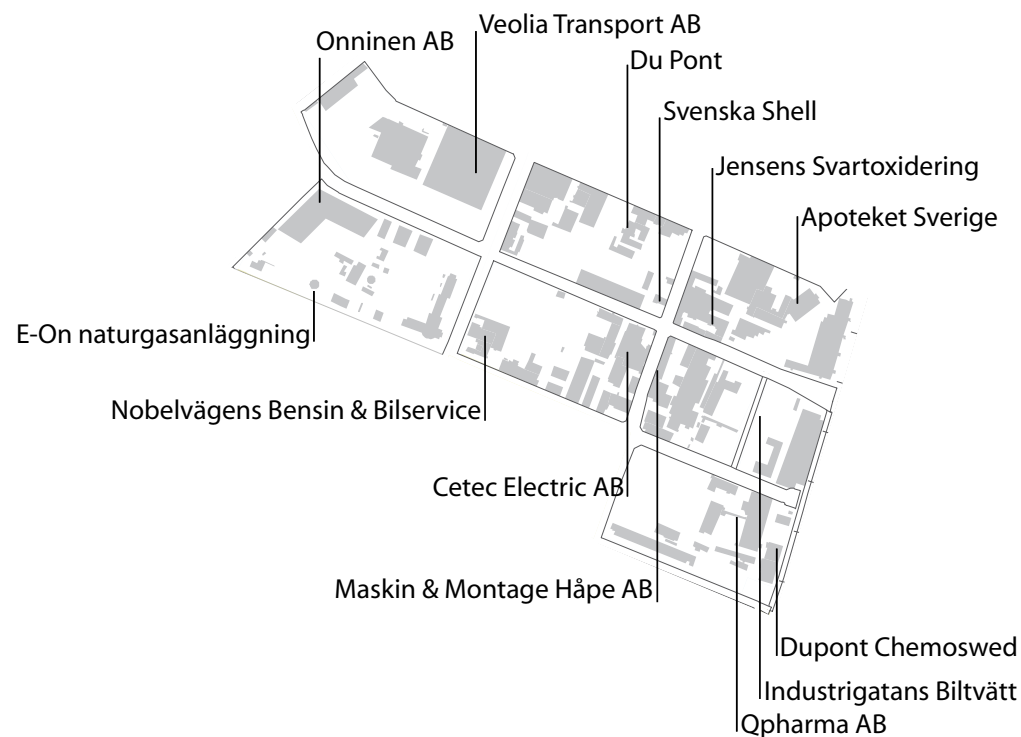 Veolia Transport AB
Onninen AB
Du Pont
Svenska Shell
Jensens Svartoxidering
Apoteket Sverige
E-On naturgasanläggning
Nobelvägens Bensin & Bilservice
Cetec Electric AB
Maskin & Montage Håpe AB
Dupont Chemoswed
Industrigatans Biltvätt
Qpharma AB